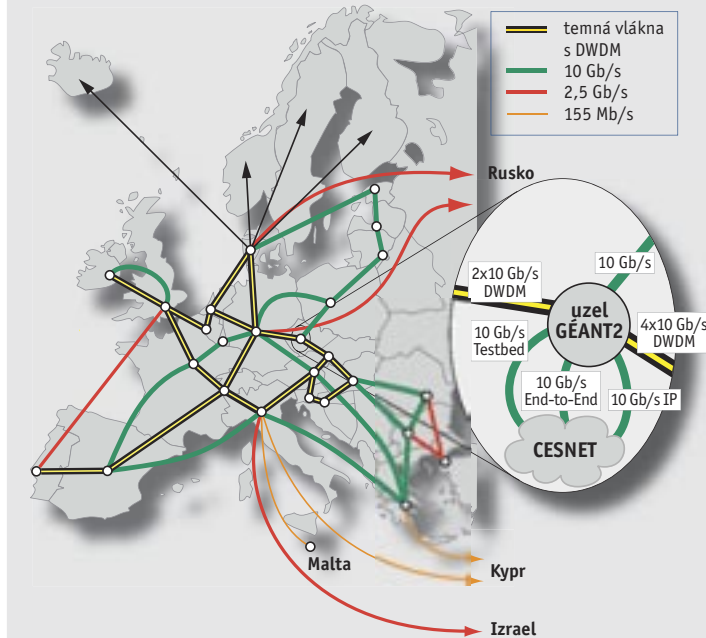 temná vlákna
s DWDM
10 Gb/s
2,5 Gb/s
155 Mb/s
Rusko
10 Gb/s
2x10 Gb/s
DWDM
uzel
GÉANT2
4x10 Gb/s
DWDM
10 Gb/s
Testbed
10 Gb/s
End-to-End
10 Gb/s IP
CESNET
Malta
Kypr
Izrael